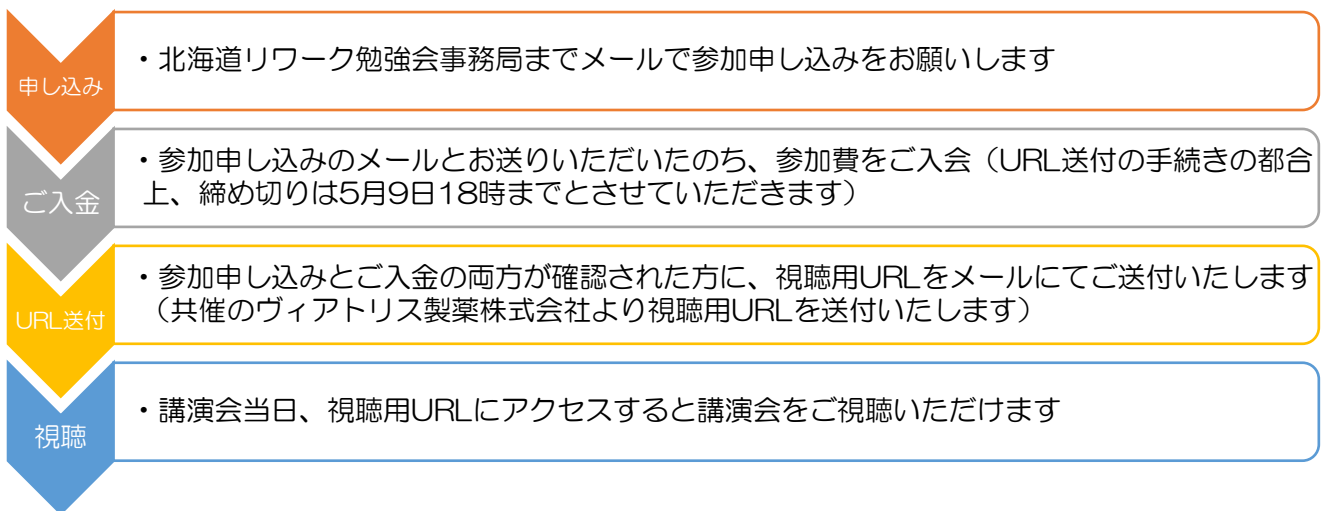 申し込み
・北海道リワーク勉強会事務局までメールで参加申し込みをお願いします
ご入金
・参加申し込みのメールとお送りいただいたのち、参加費をご入会（URL送付の手続きの都合
上、締め切りは5月9日18時までとさせていただきます）
URL送付
・参加申し込みとご入金の両方が確認された方に、視聴用URLをメールにてご送付いたします
（共催のヴィアトリス製薬株式会社より視聴用URLを送付いたします）
視聴
・講演会当日、視聴用URLにアクセスすると講演会をご視聴いただけます